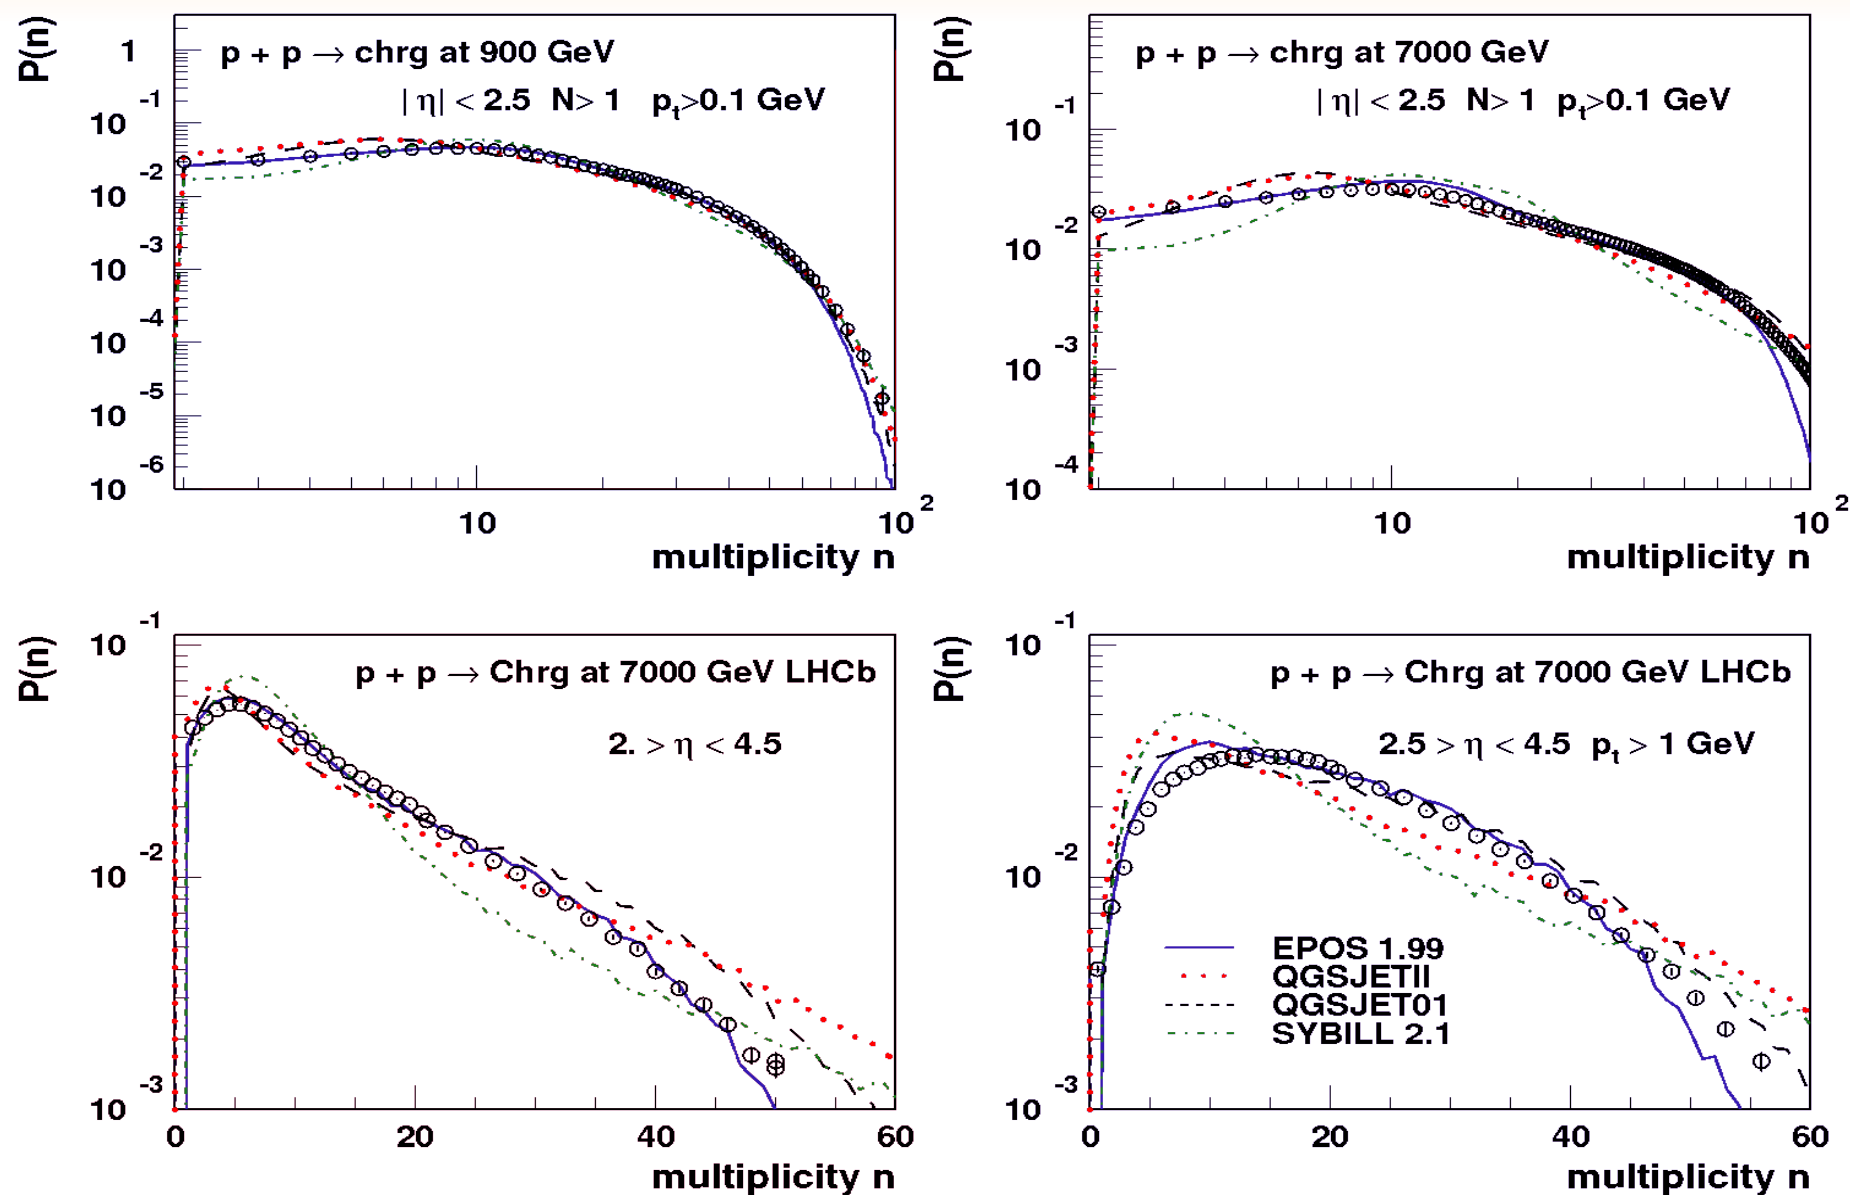 P(n)
1
10 -1
10 -2
10 -3
10 -4
10 -5
10 -6
p + p → chrg at 900 GeV
| η| < 2.5 N> 1 pt>0.1 GeV
10 10 2
multiplicity n
P(n)
10 -1
10 -2
10 -3
10 -4
p + p → chrg at 7000 GeV
| η| < 2.5 N> 1 pt>0.1 GeV
10 10 2
multiplicity n
P(n)
10 -1
10 -2
10 -3
p + p → Chrg at 7000 GeV LHCb
2. > η < 4.5
0 20 40 60
multiplicity n
P(n)
10 -1
10 -2
10 -3
p + p → Chrg at 7000 GeV LHCb
2.5 > η < 4.5 pt > 1 GeV
EPOS 1.99
QGSJETII
QGSJET01
SYBILL 2.1
0 20 40 60
multiplicity n